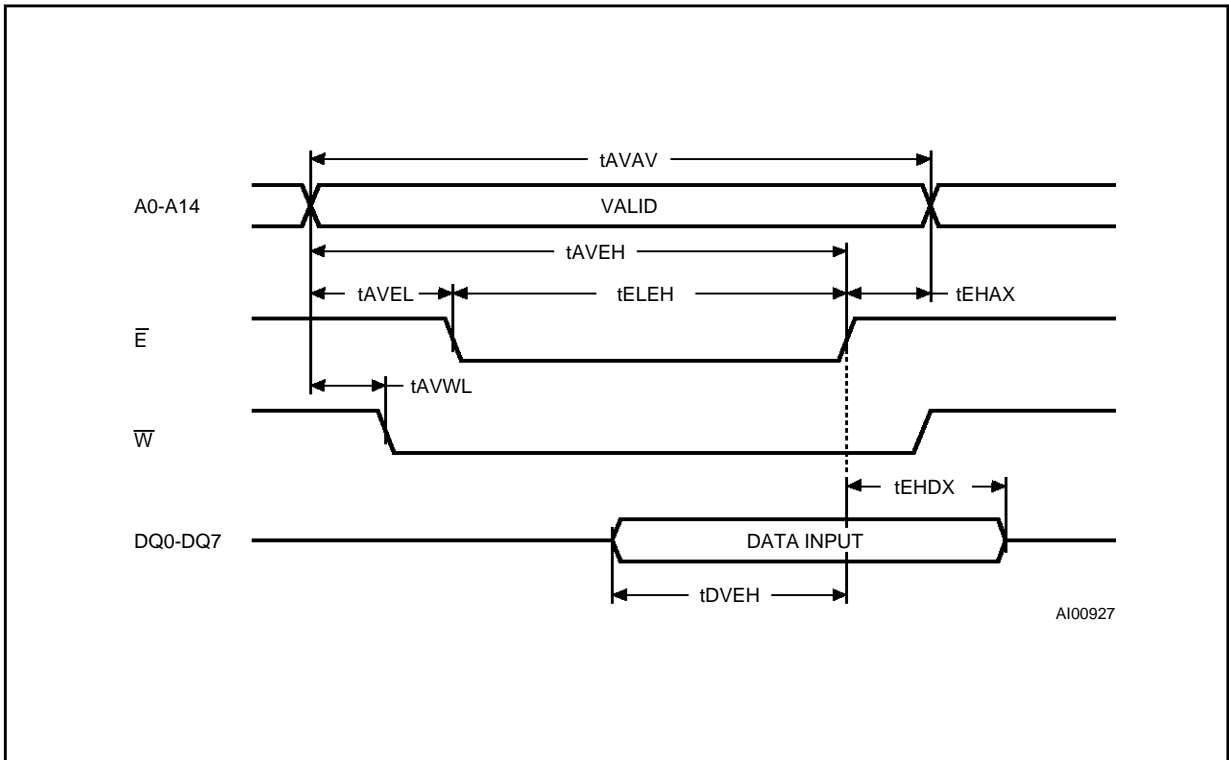 tAVAV
A0-A14
VALID
tAVEH
tAVEL
tELEH
tEHAX
E̅
tAVWL
W̅
tEHDX
DQ0-DQ7
DATA INPUT
tDVEH
AI00927